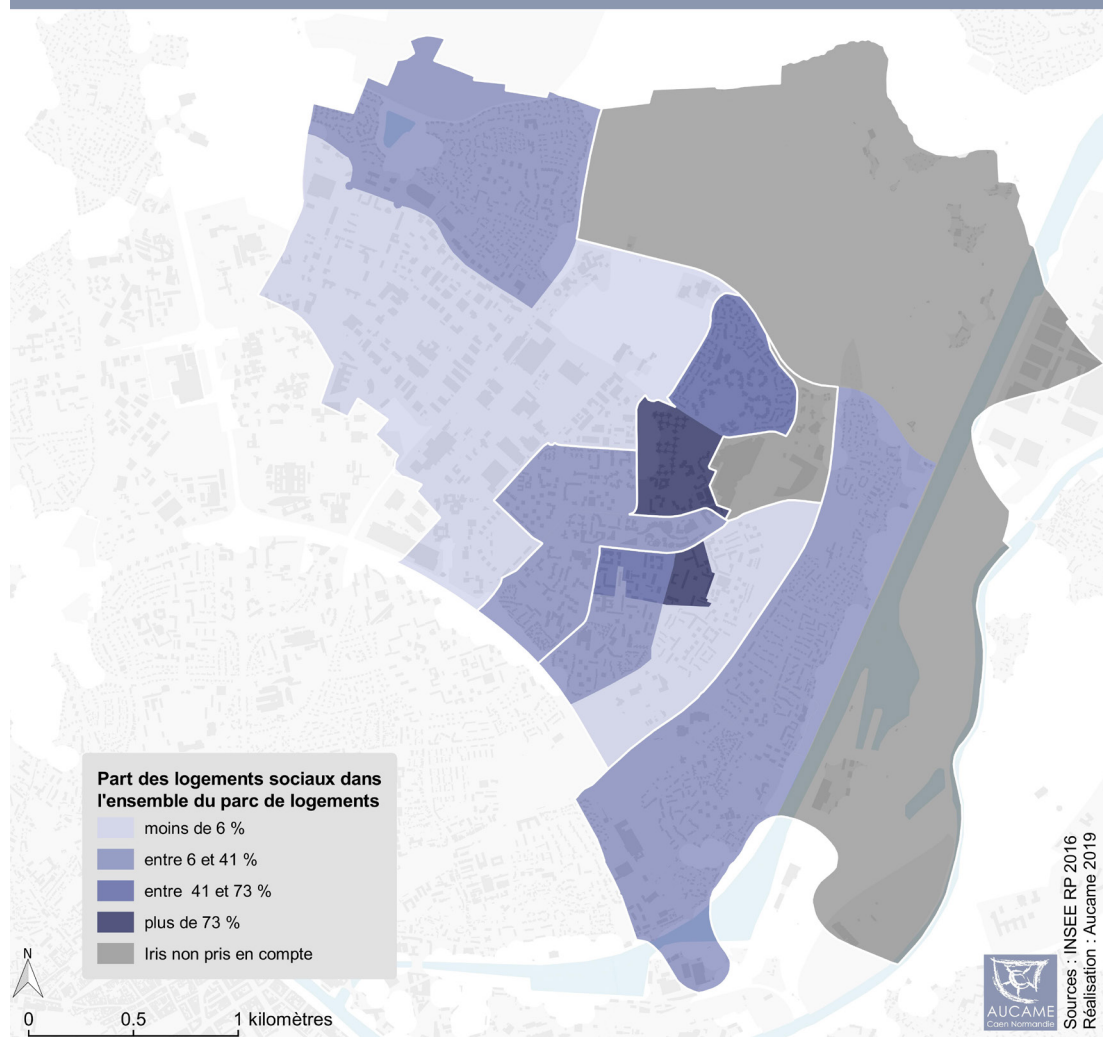 Part des logements sociaux dans
l'ensemble du parc de logements
moins de 6 %
entre 6 et 41 %
entre  41 et 73 %
plus de 73 %
Iris non pris en compte
N
0 0.5 1 kilomètres
AUCAME
Caen Normandie
Sources : INSEE RP 2016
Réalisation : Aucame 2019